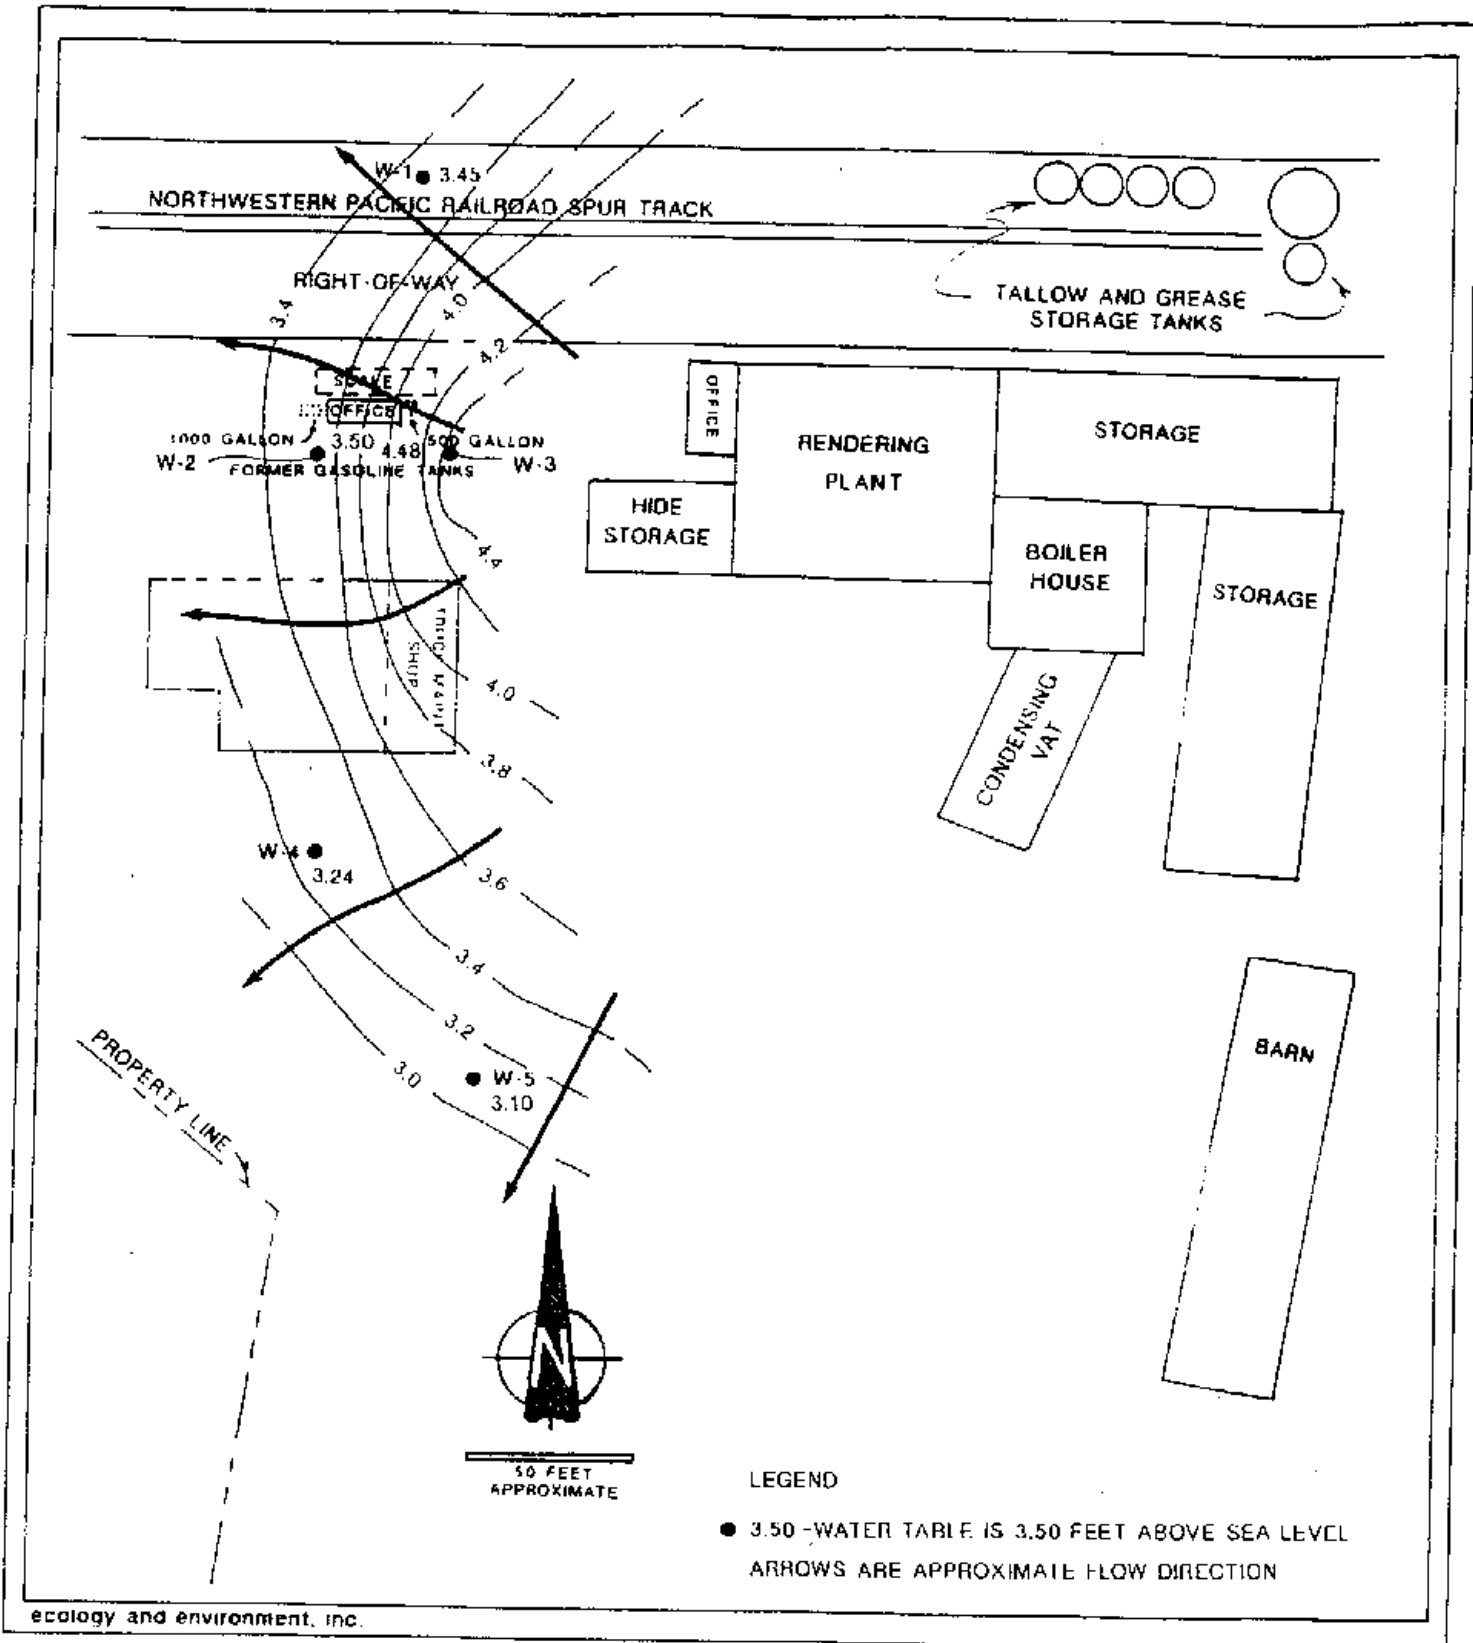 W-1 3.45
NORTHWESTERN PACIFIC RAILROAD SPUR TRACK
RIGHT-OF-WAY
TALLOW AND GREASE
STORAGE TANKS
3.4
4.0
4.2
SCALE
OFFICE
1000 GALLON
3.50
4.48
500 GALLON
W-2
FORMER GASOLINE TANKS
W-3
4.4
OFFICE
RENDERING
PLANT
STORAGE
HIDE
STORAGE
BOILER
HOUSE
STORAGE
CONDENSING
VAT
TRUCK MAINT
SHOP
4.0
3.8
3.6
3.4
3.2
3.0
W-4
3.24
W-5
3.10
PROPERTY LINE
BARN
N
50 FEET
APPROXIMATE
LEGEND
3.50 -WATER TABLE IS 3.50 FEET ABOVE SEA LEVEL
ARROWS ARE APPROXIMATE FLOW DIRECTION
ecology and environment, inc.